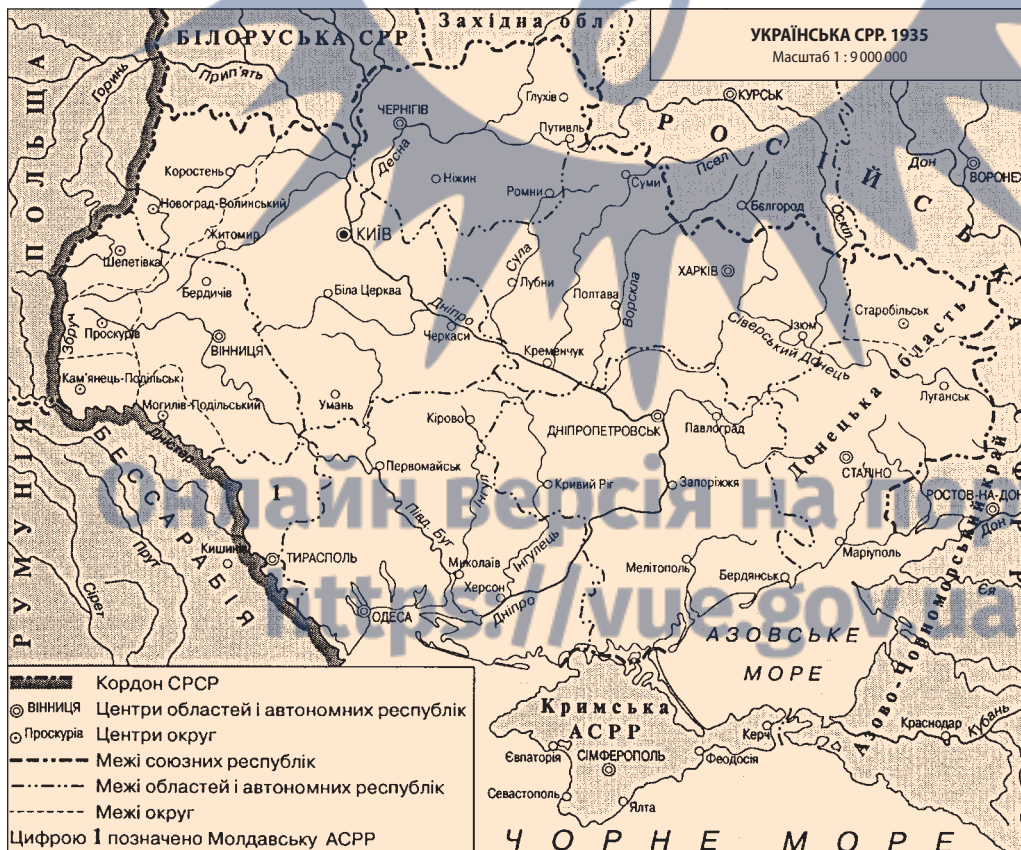 УКРАЇНСЬКА СРР. 1935
Масштаб 1 : 9 000 000
БІЛОРУСЬКА СРР
Західна обл.
ПОЛЬЩА
РУМУНІЯ
БЕССАРАБІЯ
РОСІЙСЬКА
Горинь
Прип'ять
ЧЕРНІГІВ
Глухів
Путивль
КУРСЬК
Десна
Коростень
Ніжин
Ромни
Суми
Псел
Дон
ВОРОНЕЖ
Новоград-Волинський
Бєлгород
Оскіл
Житомир
КИЇВ
Шепетівка
Сула
ХАРКІВ
Бердичів
Біла Церква
Лубни
Полтава
Ворскла
Старобільськ
Збруч
Проскурів
ВІННИЦЯ
Дніпро
Черкаси
Ізюм
Сіверський Донець
Кременчук
Кам'янець-Подільськ
Могилів-Подільський
Умань
Кірово
ДНІПРОПЕТРОВСЬК
Павлоград
Луганськ
Донецька область
Дністер
Первомайськ
СТАЛІНО
1
Інгул
Кривий Ріг
Запоріжжя
РОСТОВ-НА-ДОН
Дон
Півд. Буг
Кишинів
ТИРАСПОЛЬ
Прут
Сірет
Миколаїв
Інгулець
Херсон
Дніпро
ОДЕСА
Мелітополь
Бердянськ
Маріуполь
Єя
Азово-Чорноморський край
АЗОВСЬКЕ
МОРЕ
Кримська
АСРР
Євпаторія
СІМФЕРОПОЛЬ
Севастополь
Ялта
Феодосія
Керч
Краснодар
Кубань
ЧОРНЕ МОРЕ
Онлайн версія на пор
https://vue.gov.ua
Кордон СРСР
ВІННИЦЯ Центри областей і автономних республік
Проскурів Центри округ
Межі союзних республік
Межі областей і автономних республік
Межі округ
Цифрою 1 позначено Молдавську АСРР